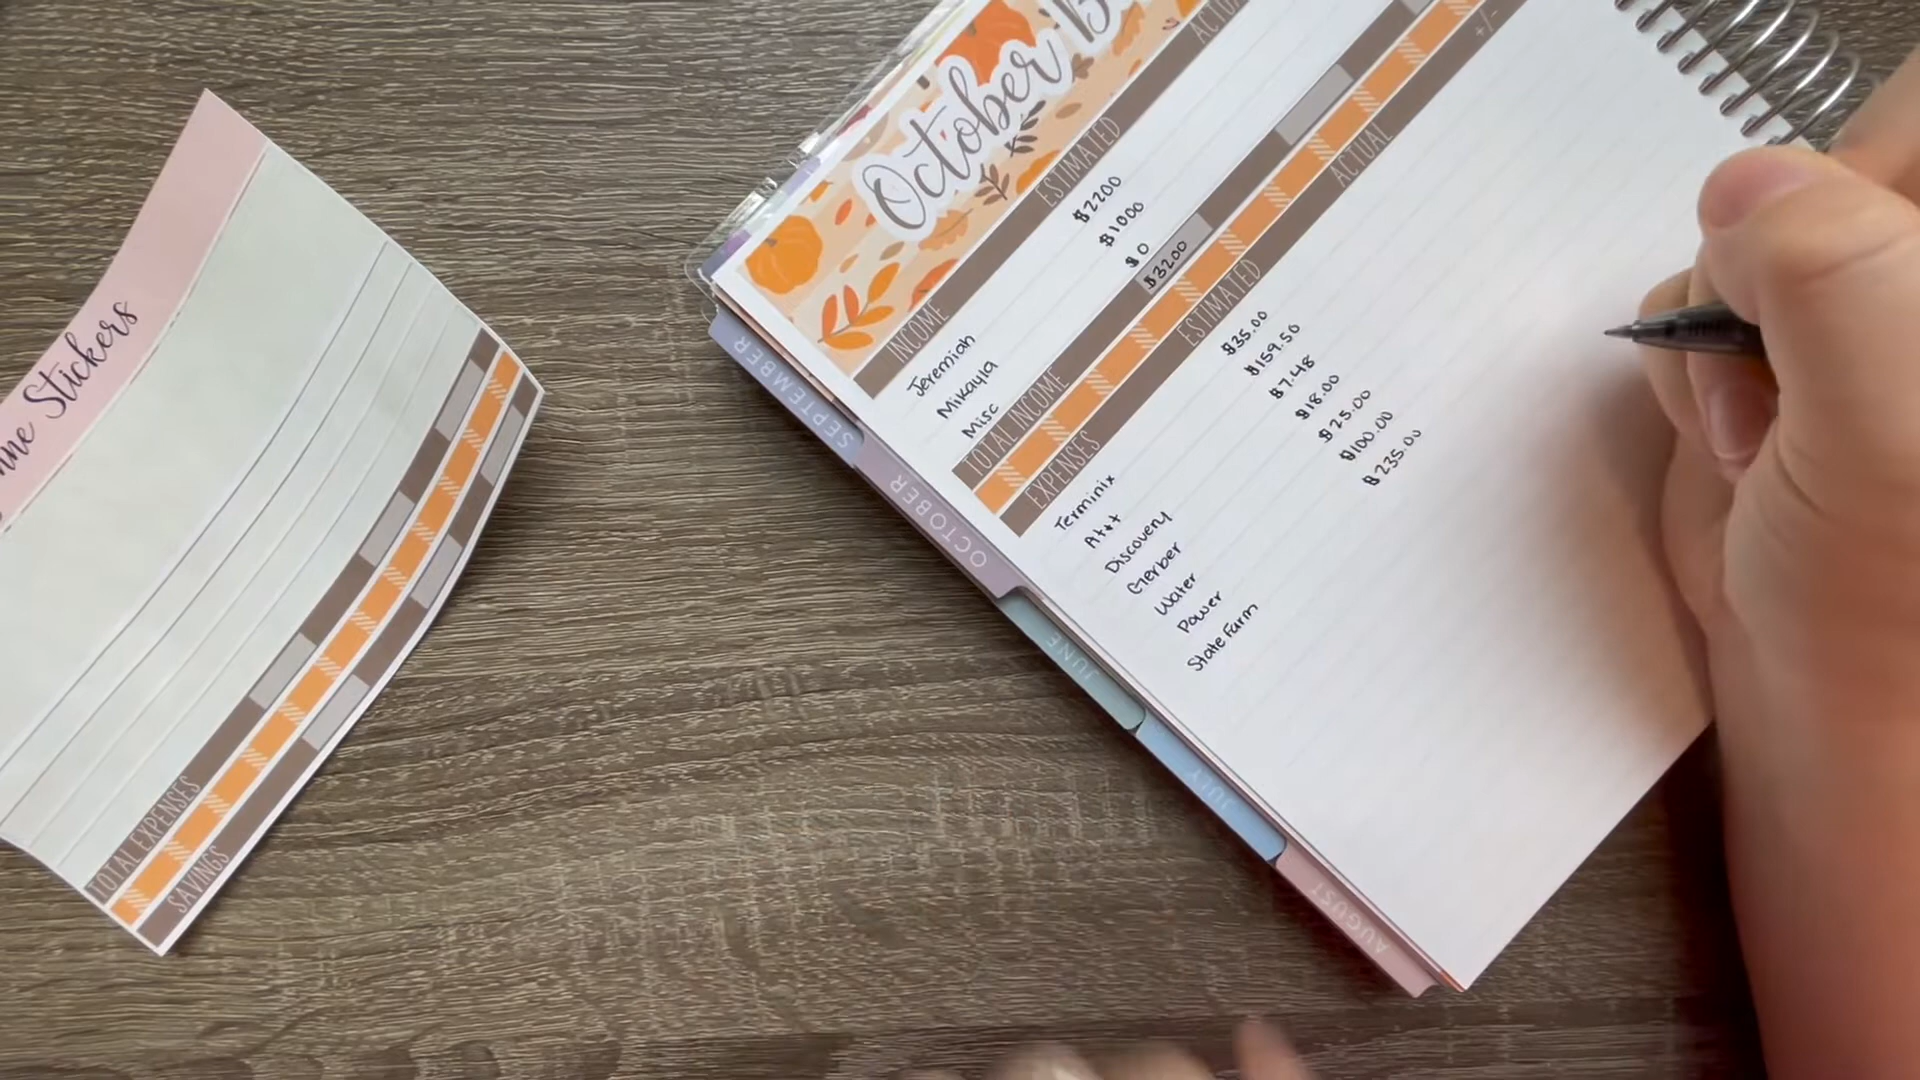 nne Stickers
TOTAL EXPENSES
SAVINGS
October B
INCOME ESTIMATED ACTUA
Jeremiah $2200
Mikayla $1000
Misc $0
TOTAL INCOME $3200
EXPENSES ESTIMATED ACTUAL +/-
Terminix $35.00
At&t $159.50
Discovery $7.48
Gerber $18.00
Water $25.00
Power $100.00
State Farm $235.00
SEPTEMBER
OCTOBER
JUNE
JULY
AUGUST